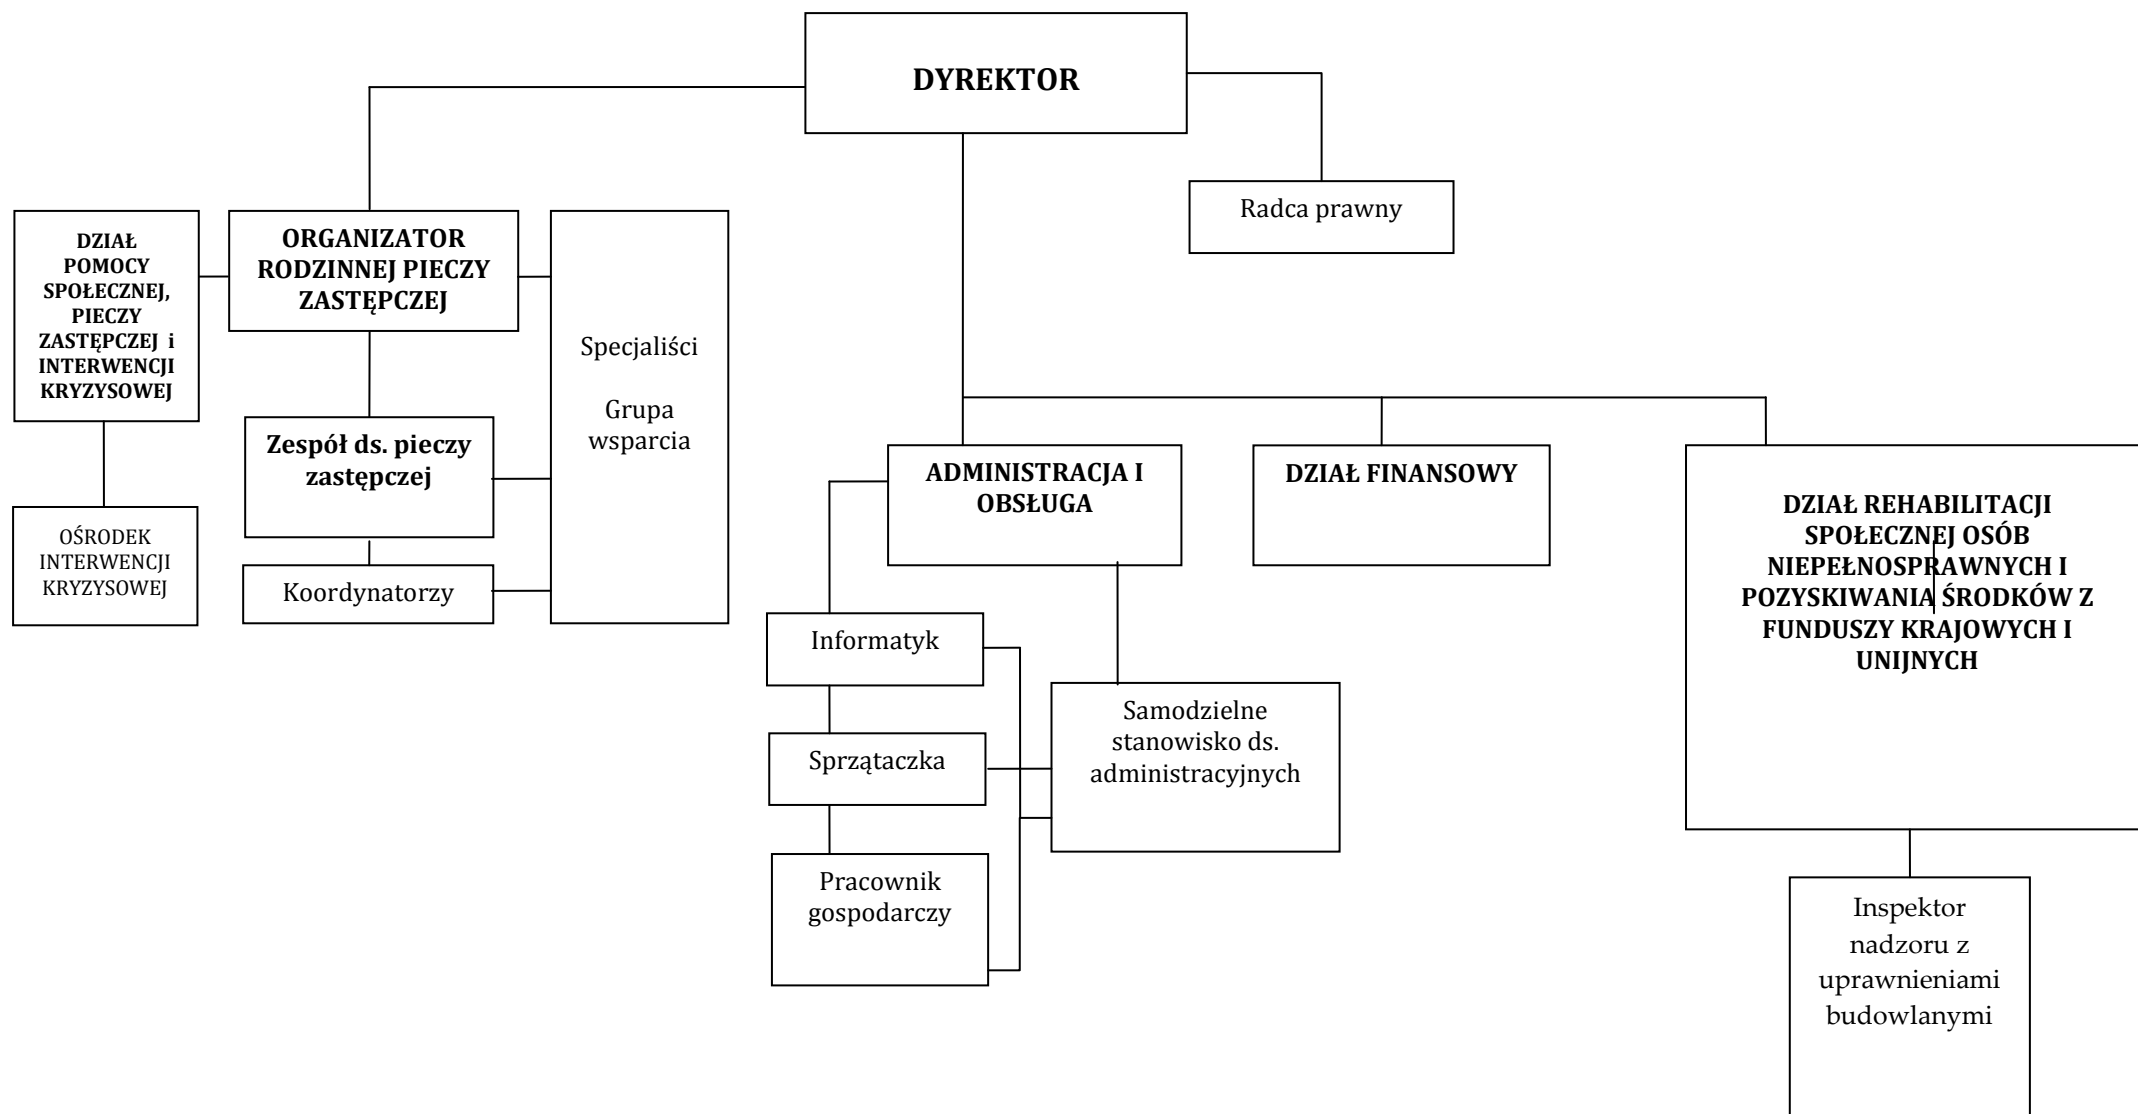 DYREKTOR
Radca prawny
DZIAŁ
POMOCY
SPOŁECZNEJ,
PIECZY
ZASTĘPCZEJ i
INTERWENCJI
KRYZYSOWEJ
ORGANIZATOR
RODZINNEJ PIECZY
ZASTĘPCZEJ
Specjaliści
Grupa
wsparcia
Zespół ds. pieczy
zastępczej
OŚRODEK
INTERWENCJI
KRYZYSOWEJ
Koordynatorzy
ADMINISTRACJA I
OBSŁUGA
DZIAŁ FINANSOWY
DZIAŁ REHABILITACJI
SPOŁECZNEJ OSÓB
NIEPEŁNOSPRAWNYCH I
POZYSKIWANIA ŚRODKÓW Z
FUNDUSZY KRAJOWYCH I
UNIJNYCH
Informatyk
Samodzielne
stanowisko ds.
administracyjnych
Sprzątaczka
Pracownik
gospodarczy
Inspektor
nadzoru z
uprawnieniami
budowlanymi